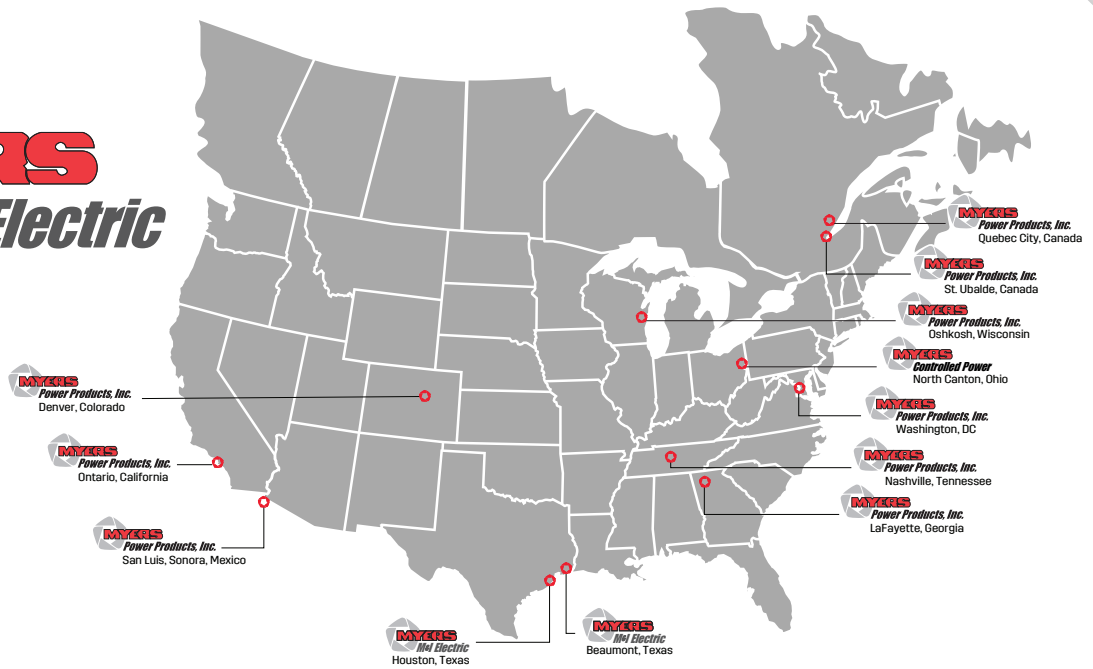 RS
Electric
MYERS
Power Products, Inc.
Quebec City, Canada
MYERS
Power Products, Inc.
St. Ubalde, Canada
MYERS
Power Products, Inc.
Oshkosh, Wisconsin
MYERS
Controlled Power
North Canton, Ohio
MYERS
Power Products, Inc.
Washington, DC
MYERS
Power Products, Inc.
Nashville, Tennessee
MYERS
Power Products, Inc.
LaFayette, Georgia
MYERS
Power Products, Inc.
Denver, Colorado
MYERS
Power Products, Inc.
Ontario, California
MYERS
Power Products, Inc.
San Luis, Sonora, Mexico
MYERS
M&I Electric
Houston, Texas
MYERS
M&I Electric
Beaumont, Texas